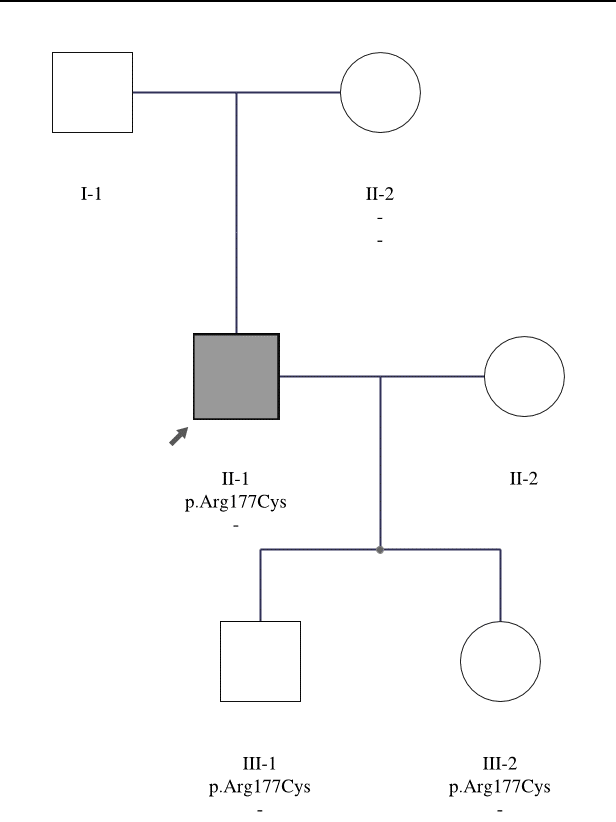 I-1
II-2
-
-
II-1
p.Arg177Cys
-
II-2
III-1
p.Arg177Cys
-
III-2
p.Arg177Cys
-